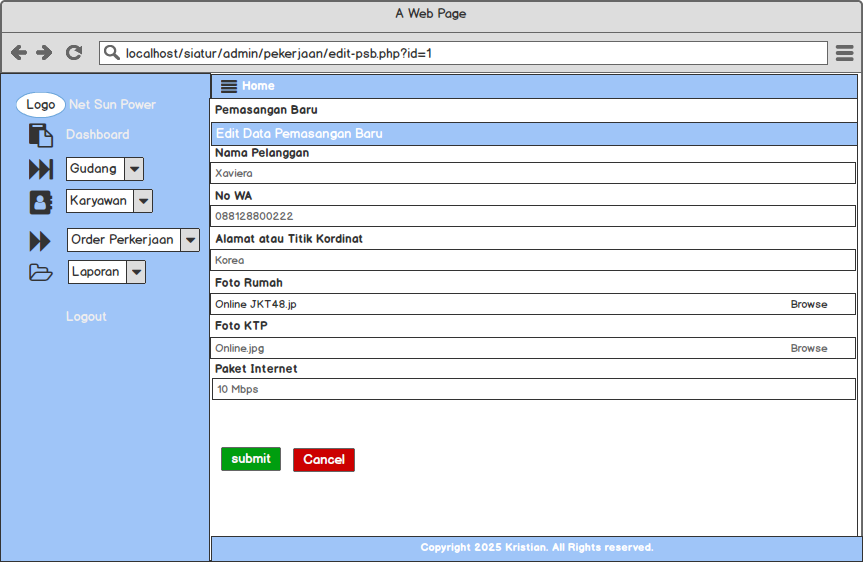 A Web Page
localhost/siatur/admin/pekerjaan/edit-psb.php?id=1
Logo Net Sun Power
Dashboard
Gudang
Karyawan
Order Perkerjaan
Laporan
Logout
Home
Pemasangan Baru
Edit Data Pemasangan Baru
Nama Pelanggan
Xaviera
No WA
088128800222
Alamat atau Titik Kordinat
Korea
Foto Rumah
Online JKT48.jp Browse
Foto KTP
Online.jpg Browse
Paket Internet
10 Mbps
submit Cancel
Copyright 2025 Kristian. All Rights reserved.